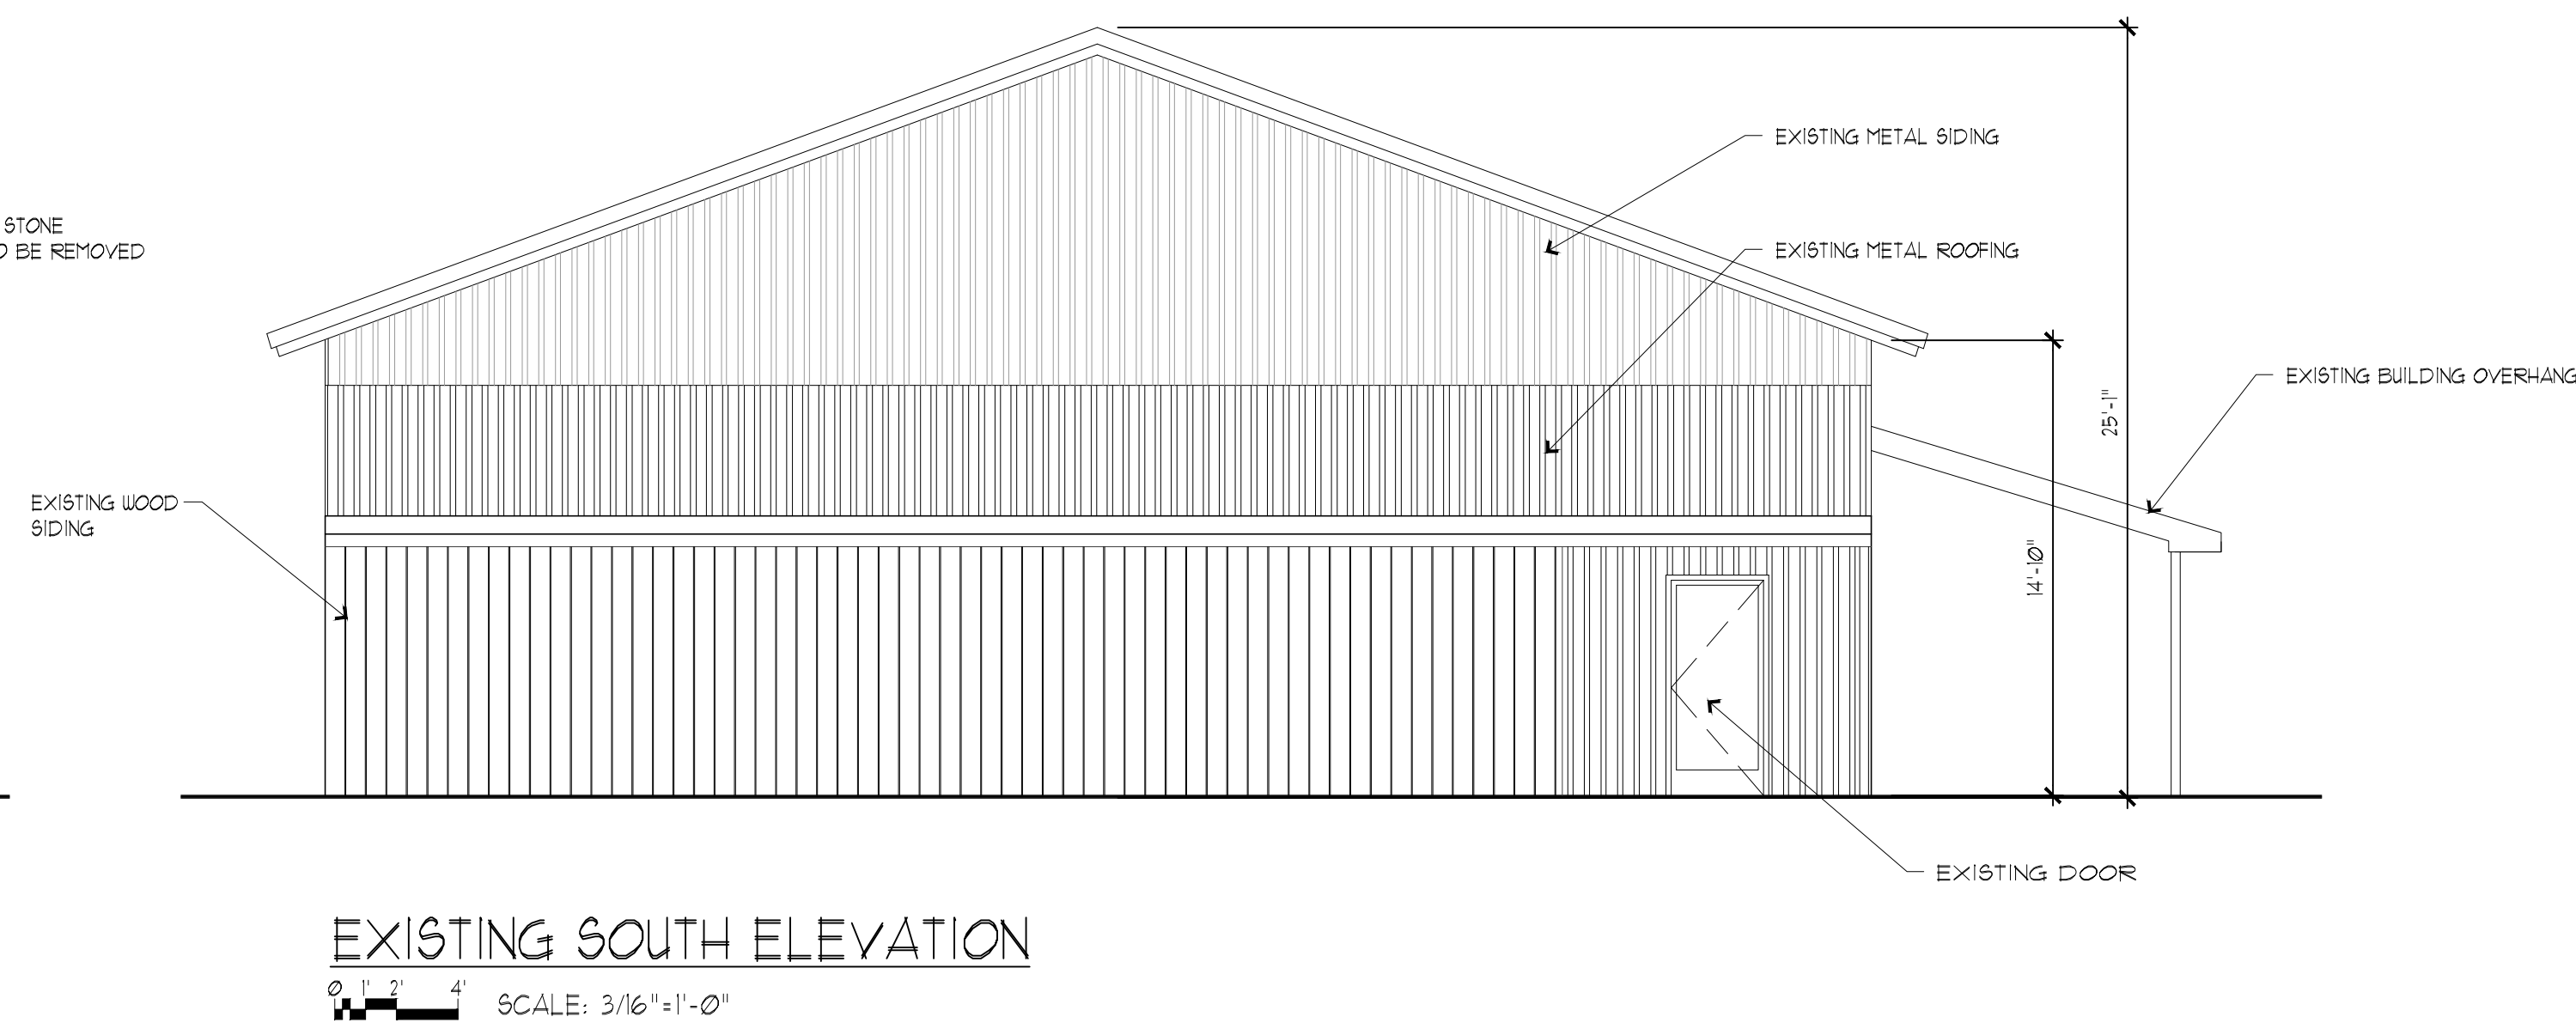 STONE
BE REMOVED
EXISTING METAL SIDING
EXISTING METAL ROOFING
EXISTING BUILDING OVERHANG
25'-1"
14'-10"
EXISTING WOOD
SIDING
EXISTING DOOR
EXISTING SOUTH ELEVATION
0 1' 2' 4'
SCALE: 3/16"=1'-0"